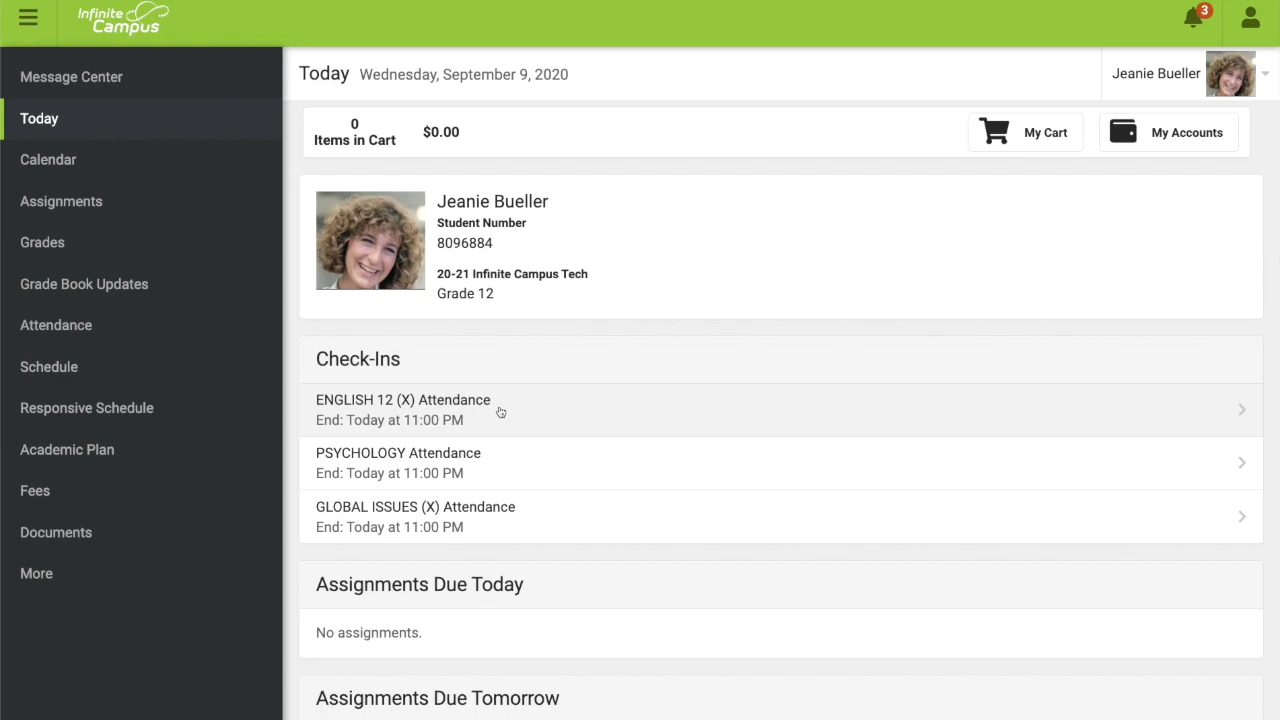 Infinite
Campus
3
Message Center
Today
Calendar
Assignments
Grades
Grade Book Updates
Attendance
Schedule
Responsive Schedule
Academic Plan
Fees
Documents
More
Today Wednesday, September 9, 2020
Jeanie Bueller
0
Items in Cart
$0.00
My Cart
My Accounts
Jeanie Bueller
Student Number
8096884
20-21 Infinite Campus Tech
Grade 12
Check-Ins
ENGLISH 12 (X) Attendance
End: Today at 11:00 PM
PSYCHOLOGY Attendance
End: Today at 11:00 PM
GLOBAL ISSUES (X) Attendance
End: Today at 11:00 PM
Assignments Due Today
No assignments.
Assignments Due Tomorrow